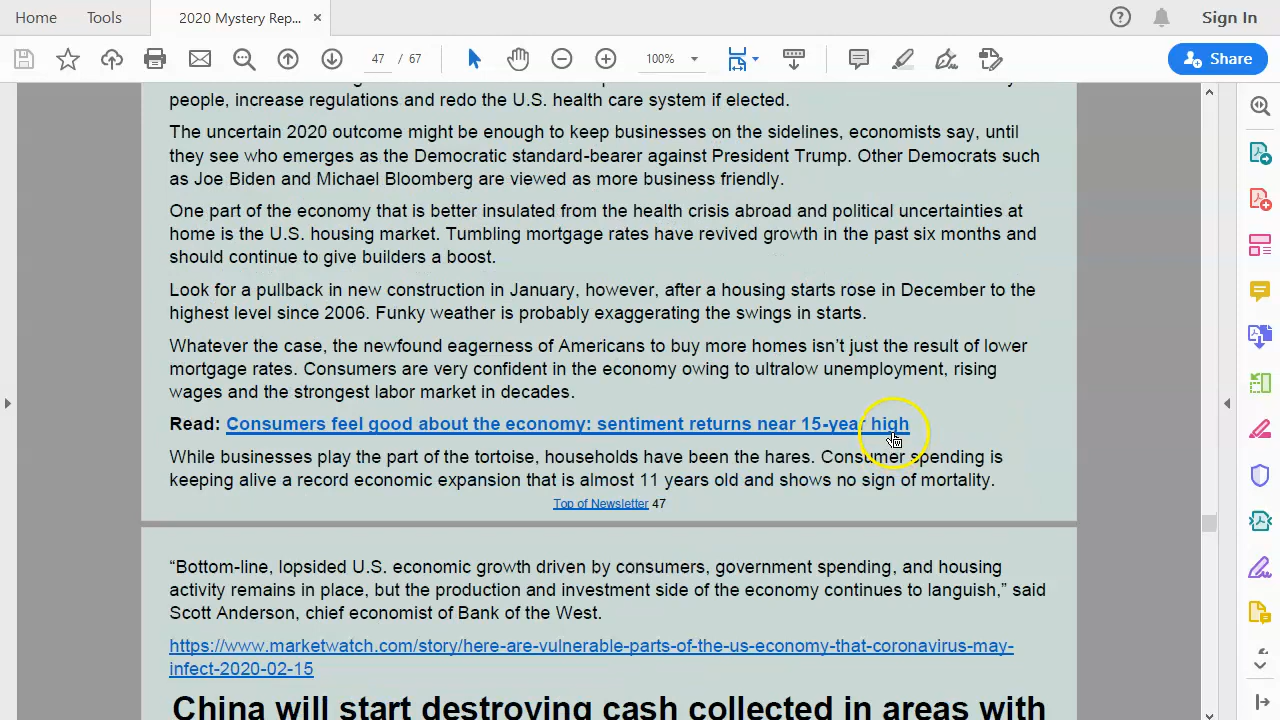 Home
Tools
2020 Mystery Rep...
×
Sign In
47 / 67
100%
Share
people, increase regulations and redo the U.S. health care system if elected.
The uncertain 2020 outcome might be enough to keep businesses on the sidelines, economists say, until
they see who emerges as the Democratic standard-bearer against President Trump. Other Democrats such
as Joe Biden and Michael Bloomberg are viewed as more business friendly.
One part of the economy that is better insulated from the health crisis abroad and political uncertainties at
home is the U.S. housing market. Tumbling mortgage rates have revived growth in the past six months and
should continue to give builders a boost.
Look for a pullback in new construction in January, however, after a housing starts rose in December to the
highest level since 2006. Funky weather is probably exaggerating the swings in starts.
Whatever the case, the newfound eagerness of Americans to buy more homes isn’t just the result of lower
mortgage rates. Consumers are very confident in the economy owing to ultralow unemployment, rising
wages and the strongest labor market in decades.
Read: Consumers feel good about the economy: sentiment returns near 15-year high
While businesses play the part of the tortoise, households have been the hares. Consumer spending is
keeping alive a record economic expansion that is almost 11 years old and shows no sign of mortality.
Top of Newsletter 47
“Bottom-line, lopsided U.S. economic growth driven by consumers, government spending, and housing
activity remains in place, but the production and investment side of the economy continues to languish,” said
Scott Anderson, chief economist of Bank of the West.
https://www.marketwatch.com/story/here-are-vulnerable-parts-of-the-us-economy-that-coronavirus-may-
infect-2020-02-15
China will start destroying cash collected in areas with